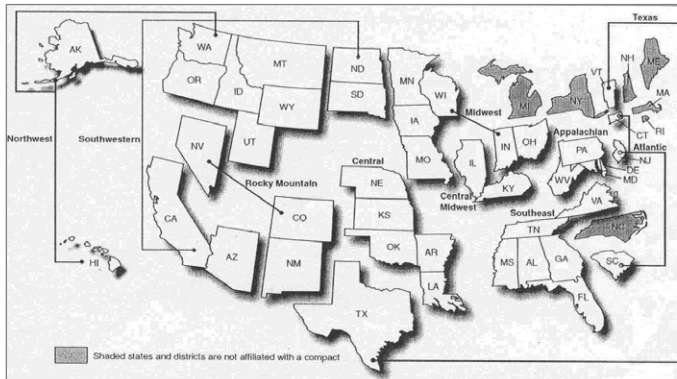 Texas
AK
WA
MT
ND
MN
VT
NH
ME
OR
ID
SD
WI
MI
NY
MA
WY
Midwest
IA
CT
RI
Northwest
Southwestern
NV
UT
IN
OH
Appalachian
Atlantic
PA
NJ
Central
MO
IL
DE
MD
Rocky Mountain
NE
WV
KY
CA
CO
KS
Central
Midwest
VA
Southeast
TN
NC
HI
AZ
NM
OK
AR
MS
AL
GA
SC
LA
TX
FL
Shaded states and districts are not affiliated with a compact